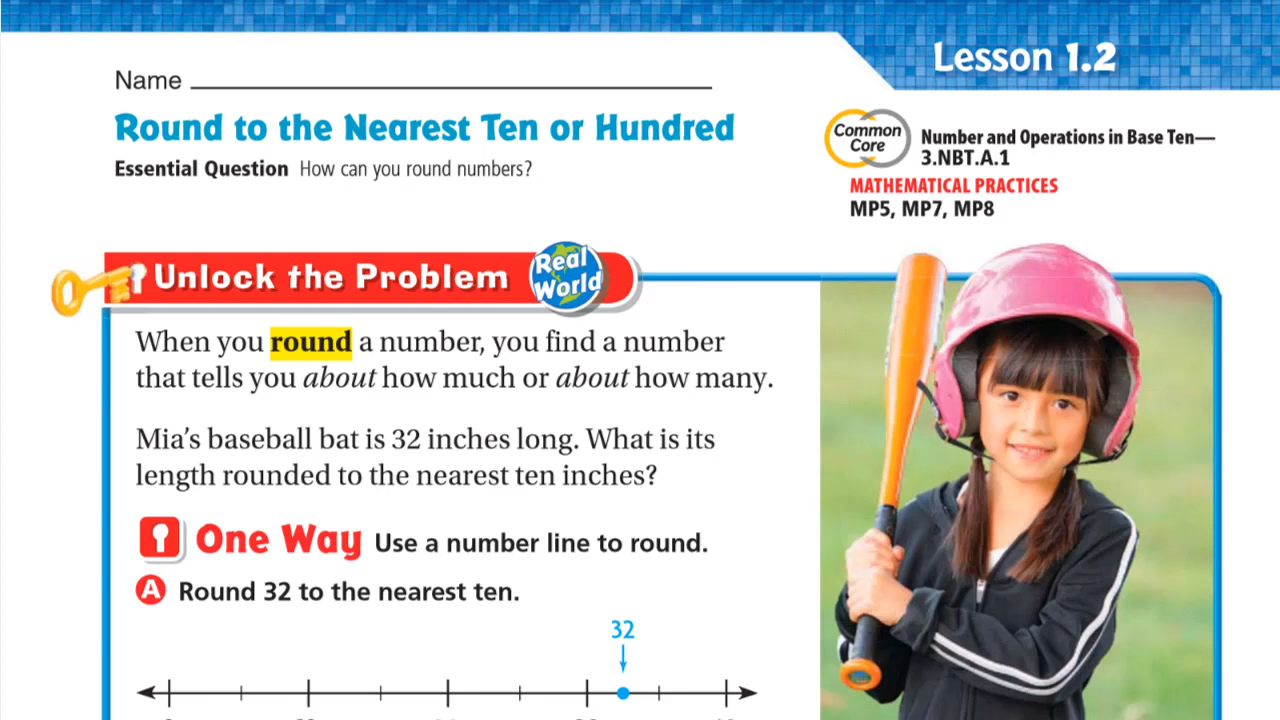 Lesson 1.2
Name
Round to the Nearest Ten or Hundred
Essential Question How can you round numbers?
Common
Core
Number and Operations in Base Ten—
3.NBT.A.1
MATHEMATICAL PRACTICES
MP5, MP7, MP8
Unlock the Problem
Real
World
When you round a number, you find a number
that tells you about how much or about how many.
Mia’s baseball bat is 32 inches long. What is its
length rounded to the nearest ten inches?
One Way Use a number line to round.
A Round 32 to the nearest ten.
32